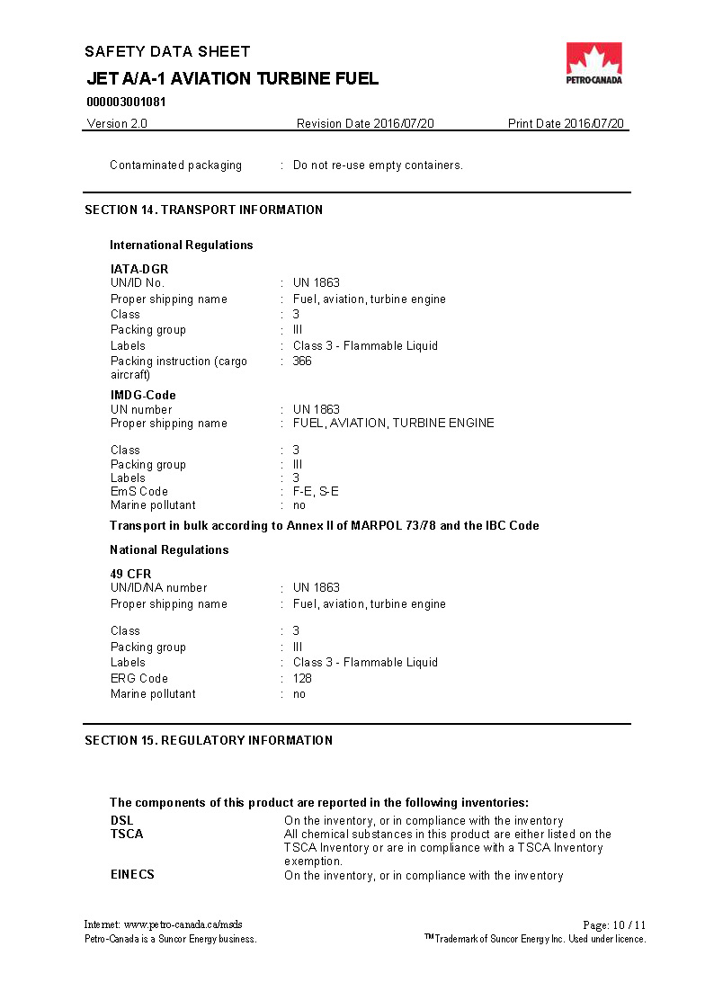 SAFETY DATA SHEET
JET A/A-1 AVIATION TURBINE FUEL
PETRO-CANADA
000003001081
Version 2.0 Revision Date 2016/07/20 Print Date 2016/07/20
Contaminated packaging : Do not re-use empty containers.
SECTION 14. TRANSPORT INFORMATION
International Regulations
IATA-DGR
UN/ID No. : UN 1863
Proper shipping name : Fuel, aviation, turbine engine
Class : 3
Packing group : III
Labels : Class 3 - Flammable Liquid
Packing instruction (cargo : 366
aircraft)
IMDG-Code
UN number : UN 1863
Proper shipping name : FUEL, AVIATION, TURBINE ENGINE
Class : 3
Packing group : III
Labels : 3
EmS Code : F-E, S-E
Marine pollutant : no
Transport in bulk according to Annex II of MARPOL 73/78 and the IBC Code
National Regulations
49 CFR
UN/ID/NA number : UN 1863
Proper shipping name : Fuel, aviation, turbine engine
Class : 3
Packing group : III
Labels : Class 3 - Flammable Liquid
ERG Code : 128
Marine pollutant : no
SECTION 15. REGULATORY INFORMATION
The components of this product are reported in the following inventories:
DSL On the inventory, or in compliance with the inventory
TSCA All chemical substances in this product are either listed on the
TSCA Inventory or are in compliance with a TSCA Inventory
exemption.
EINECS On the inventory, or in compliance with the inventory
Internet: www.petro-canada.ca/msds Page: 10 / 11
Petro-Canada is a Suncor Energy business. ™Trademark of Suncor Energy Inc. Used under licence.